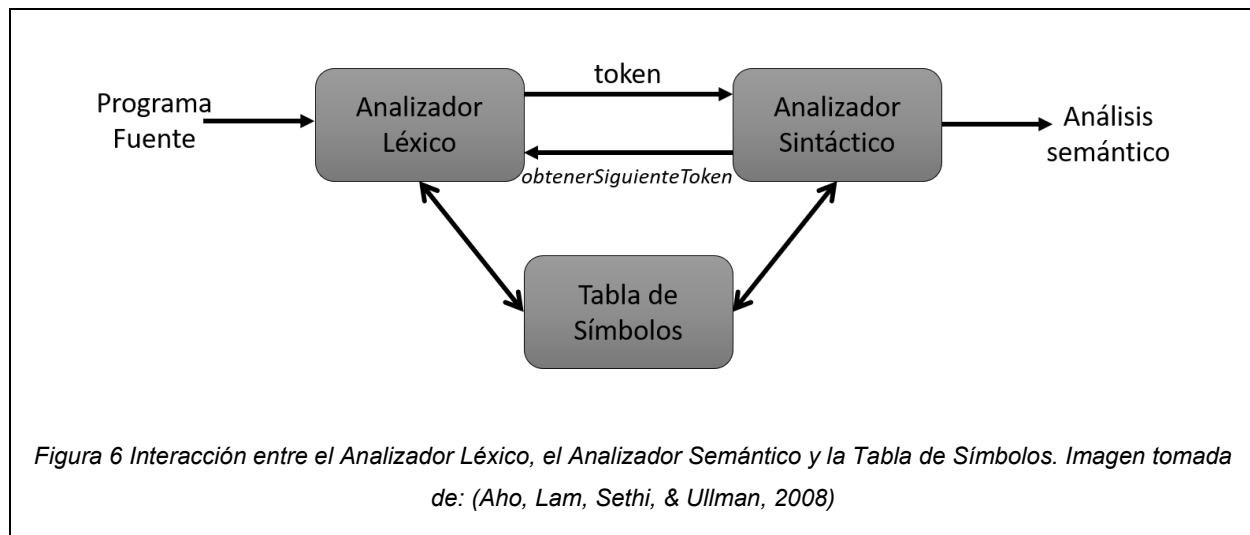 token
Programa
Fuente
Analizador
Léxico
Analizador
Sintáctico
Análisis
semántico
obtenerSiguienteToken
Tabla de
Símbolos
Figura 6 Interacción entre el Analizador Léxico, el Analizador Semántico y la Tabla de Símbolos. Imagen tomada
de: (Aho, Lam, Sethi, & Ullman, 2008)